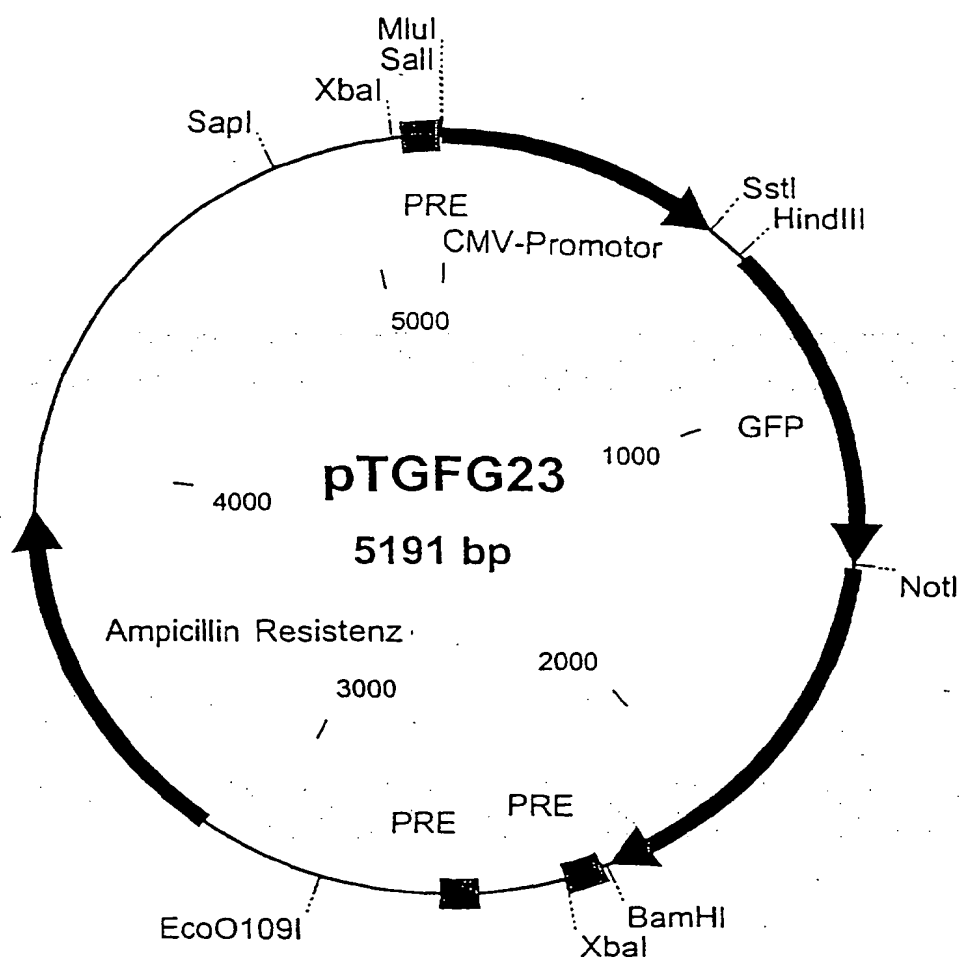 MluI
SalI
XbaI
SapI
SstI
HindIII
PRE
CMV-Promotor
5000
GFP
1000
pTGFG23
4000
5191 bp
NotI
Ampicillin Resistenz
2000
3000
PRE
PRE
EcoO109I
BamHI
XbaI